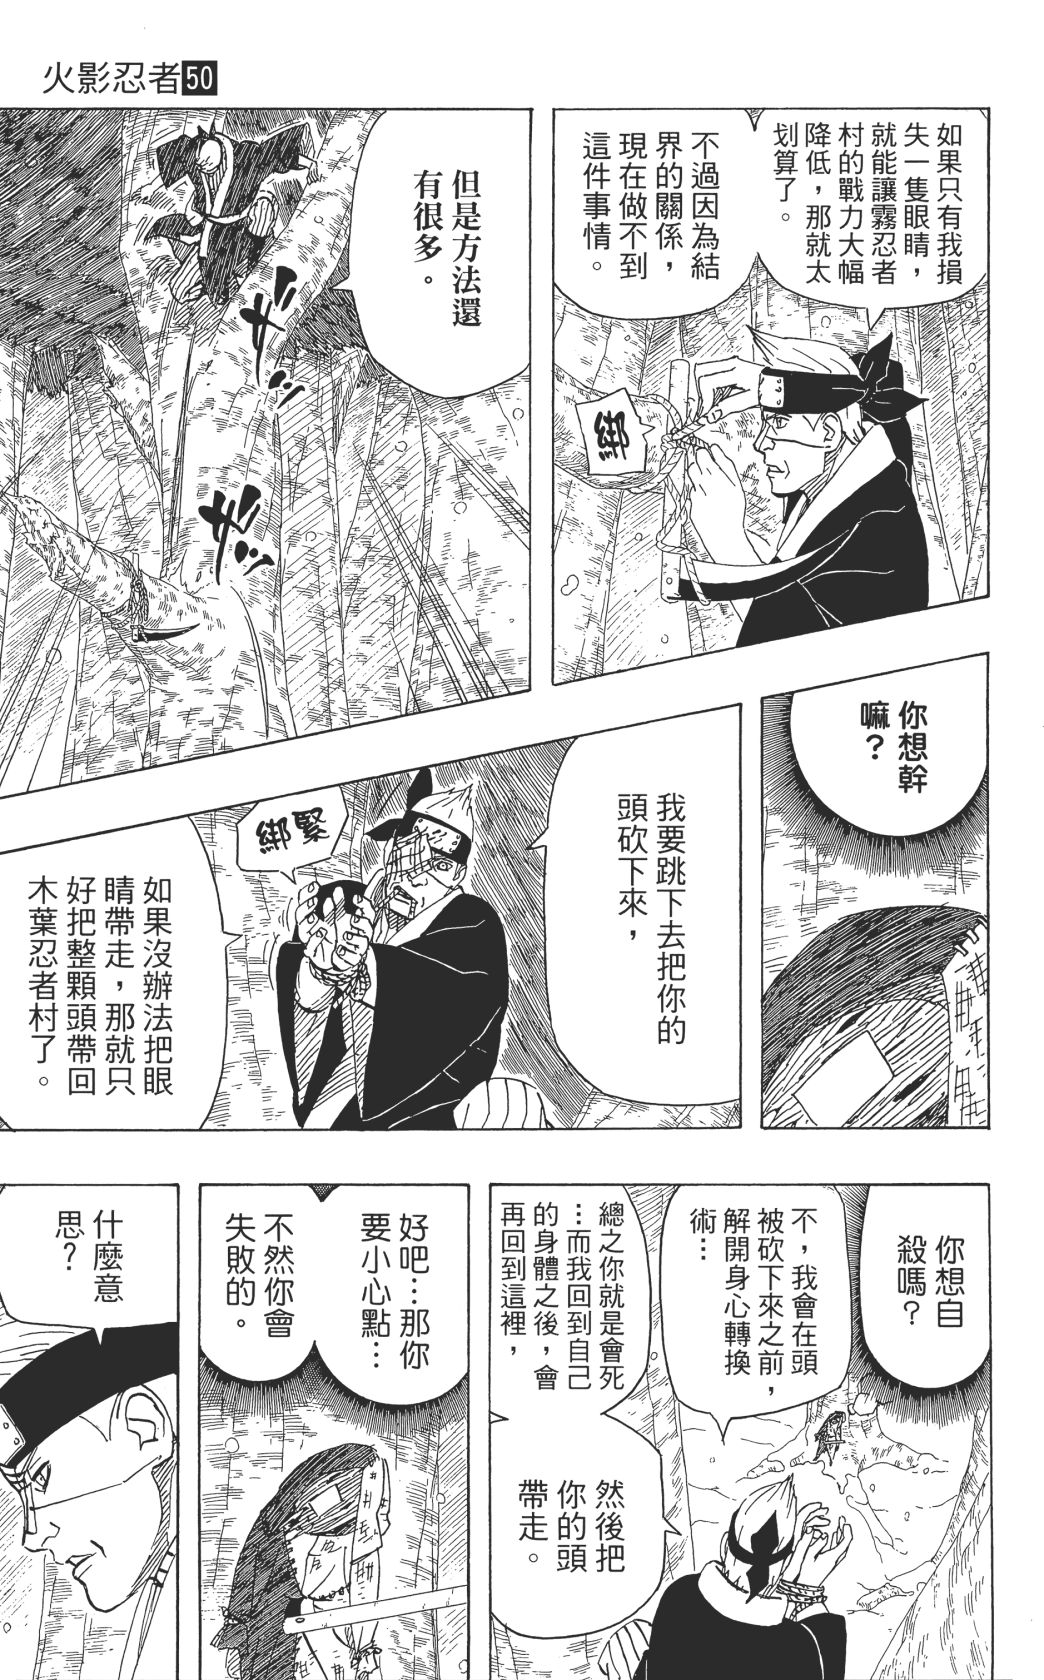 火影忍者50
如果只有我損
失一隻眼睛，
就能讓霧忍者
村的戰力大幅
降低，那就太
划算了。
不過因為結
界的關係，
現在做不到
這件事情。
綁
但是方法還
有很多。
ザッ
ザッ
你想幹
嘛？
我要跳下去把你的
頭砍下來，
綁緊
如果沒辦法把眼
睛帶走，那就只
好把整顆頭帶回
木葉忍者村了。
你想自
殺嗎？
不，我會在頭
被砍下來之前，
解開身心轉換
術…
總之你就是會死
…而我回到自己
的身體之後，會
再回到這裡，
然後把
你的頭
帶走。
好吧…那你
要小心點…
不然你會
失敗的。
什麼意
思？